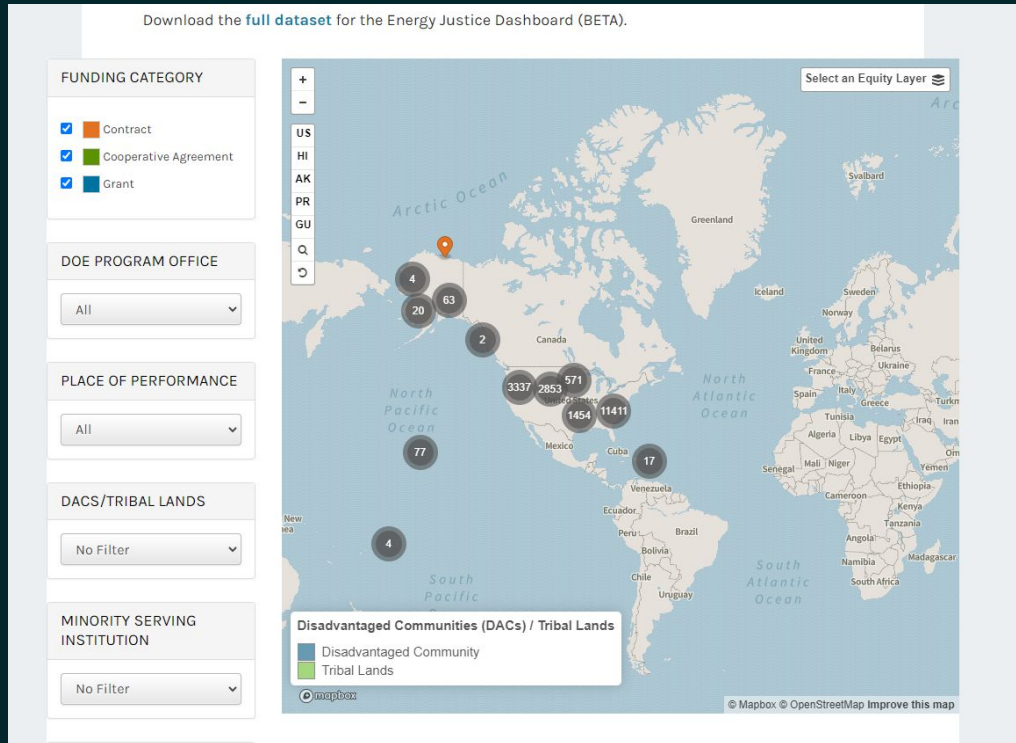 Download the full dataset for the Energy Justice Dashboard (BETA).
FUNDING CATEGORY
Contract
Cooperative Agreement
Grant
DOE PROGRAM OFFICE
All
PLACE OF PERFORMANCE
All
DACS/TRIBAL LANDS
No Filter
MINORITY SERVING
INSTITUTION
No Filter
+
−
US
HI
AK
PR
GU
Select an Equity Layer
Arctic Ocean
Svalbard
Greenland
Iceland
Sweden
Norway
4
63
20
2
Canada
United
Kingdom
Belarus
Ukraine
France
3337
2853
571
United States
1454
11411
North
Pacific
Ocean
North
Atlantic
Ocean
Spain
Italy
Greece
Tunisia
Iraq
Iran
Algeria
Libya
Egypt
Mexico
Cuba
77
17
Senegal
Mali
Niger
Yemen
Venezuela
Ethiopia
Cameroon
Kenya
Ecuador
Peru
Brazil
Tanzania
Angola
4
Bolivia
Namibia
Madagascar
South
Pacific
Chile
Uruguay
South
Atlantic
Ocean
South Africa
Disadvantaged Communities (DACs) / Tribal Lands
Disadvantaged Community
Tribal Lands
mapbox
© Mapbox © OpenStreetMap Improve this map